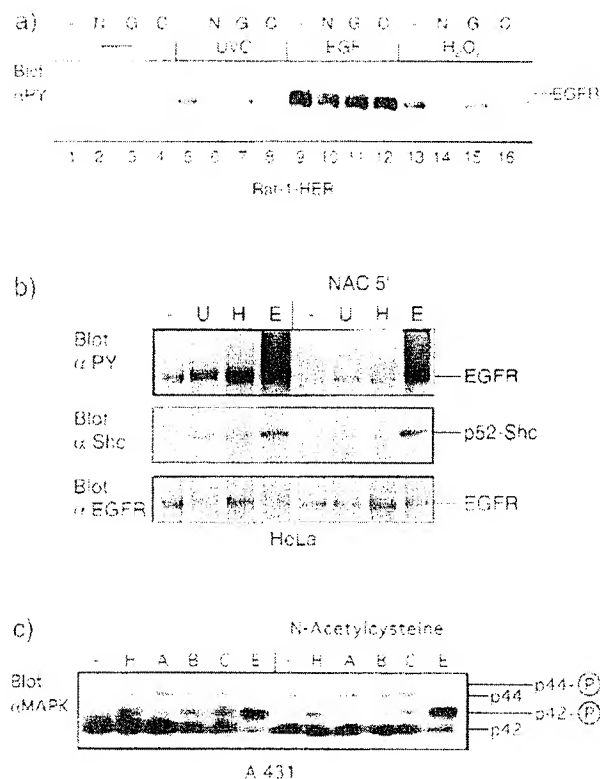 a)
- N G C N G C - N G C - N G C
— UVC EGF H₂O₂
Blot
αPY
EGFR
1 2 3 4 5 6 7 8 9 10 11 12 13 14 15 16
Rat-1-HER
b)
NAC 5'
- U H E - U H E
Blot
α PY
EGFR
Blot
α Shc
p52-Shc
Blot
α EGFR
EGFR
HeLa
c)
N-Acetylcysteine
- H A B C E - H A B C E
Blot
αMAPK
p44-Ⓟ
p44
p42-Ⓟ
p42
A 431